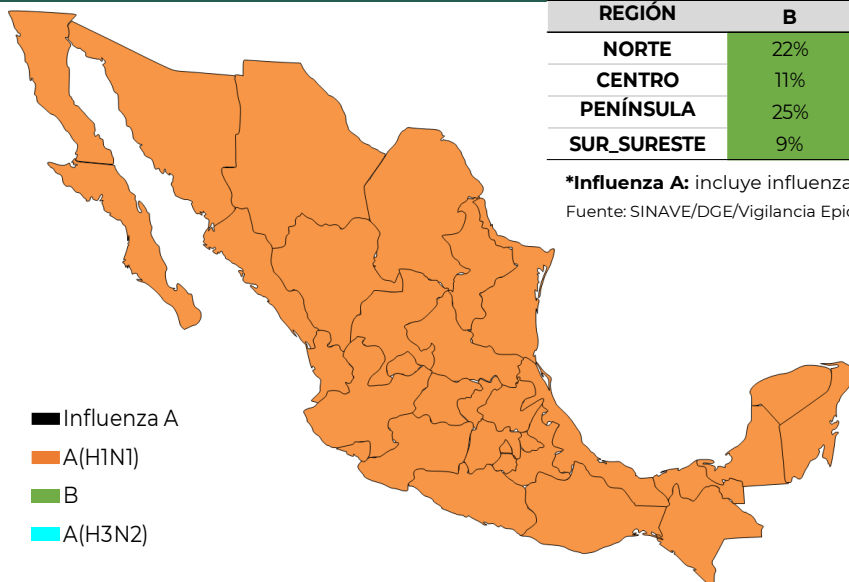 REGIÓN B
NORTE 22%
CENTRO 11%
PENÍNSULA 25%
SUR_SURESTE 9%
*Influenza A: incluye influenza
Fuente: SINAVE/DGE/Vigilancia Epi
Influenza A
A(H1N1)
B
A(H3N2)